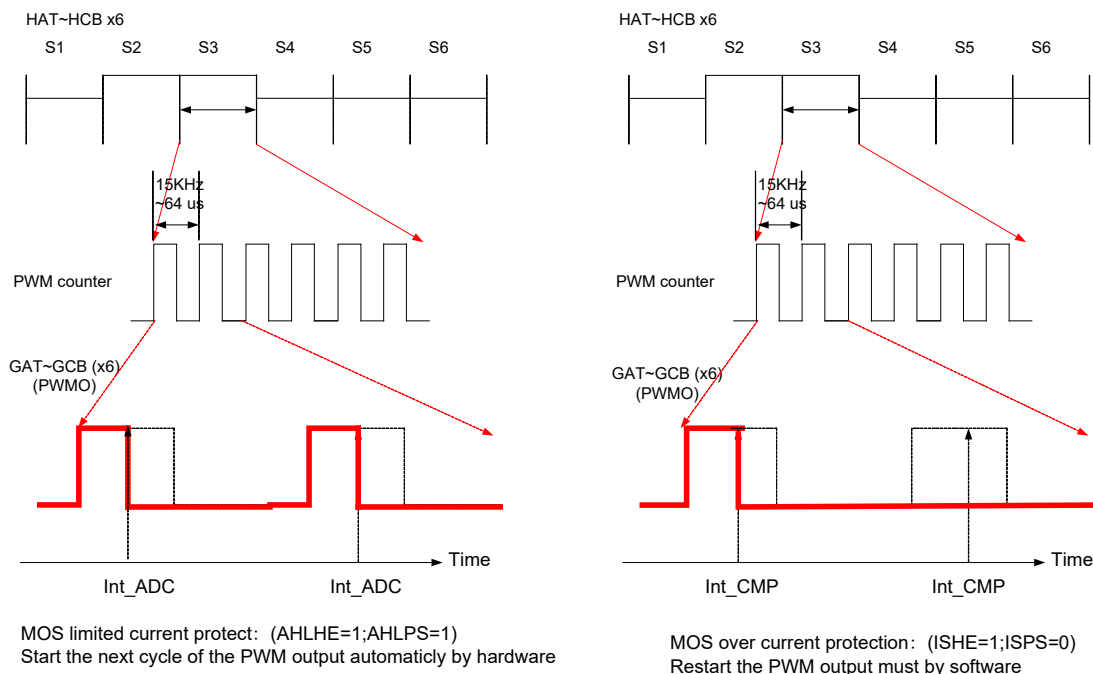 HAT~HCB x6
S1 S2 S3 S4 S5 S6
15KHz
~64 us
PWM counter
GAT~GCB (x6)
(PWMO)
Time
Int_ADC Int_ADC
MOS limited current protect: (AHLHE=1;AHLPS=1)
Start the next cycle of the PWM output automaticly by hardware
HAT~HCB x6
S1 S2 S3 S4 S5 S6
15KHz
~64 us
PWM counter
GAT~GCB (x6)
(PWMO)
Time
Int_CMP Int_CMP
MOS over current protection: (ISHE=1;ISPS=0)
Restart the PWM output must by software